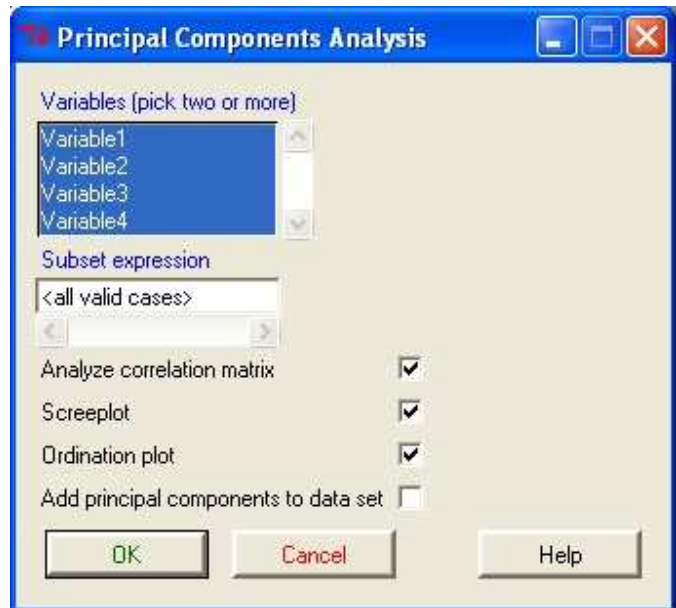 Principal Components Analysis
Variables (pick two or more)
Variable1
Variable2
Variable3
Variable4
Subset expression
<all valid cases>
Analyze correlation matrix
Screeplot
Ordination plot
Add principal components to data set
OK
Cancel
Help